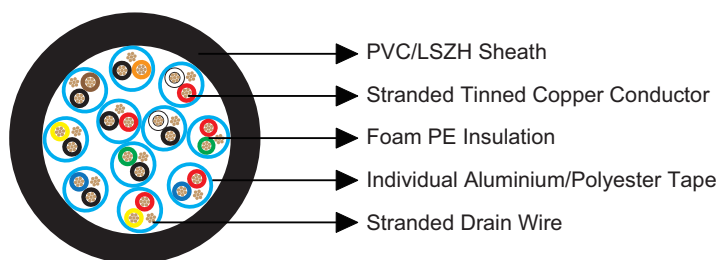 PVC/LSZH Sheath
Stranded Tinned Copper Conductor
Foam PE Insulation
Individual Aluminium/Polyester Tape
Stranded Drain Wire